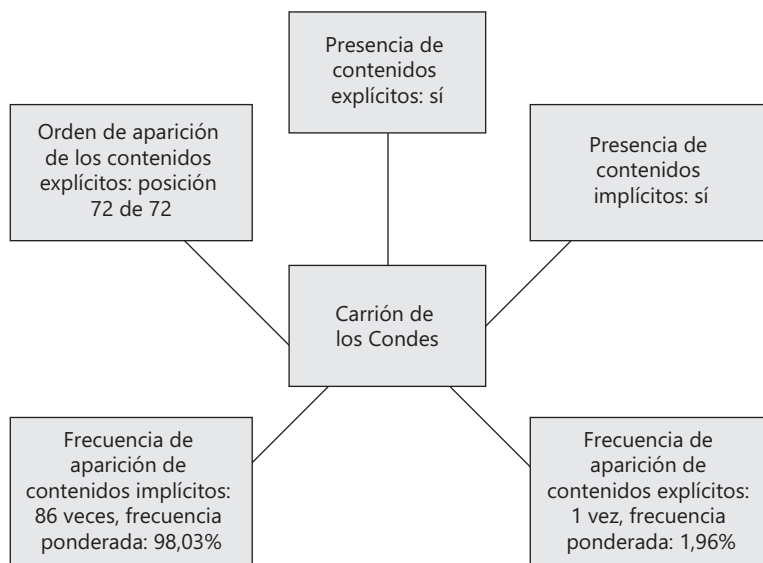 Presencia de
contenidos
explícitos: sí
Orden de aparición
de los contenidos
explícitos: posición
72 de 72
Presencia de
contenidos
implícitos: sí
Carrión de
los Condes
Frecuencia de
aparición de
contenidos implícitos:
86 veces, frecuencia
ponderada: 98,03%
Frecuencia de
aparición de
contenidos explícitos:
1 vez, frecuencia
ponderada: 1,96%